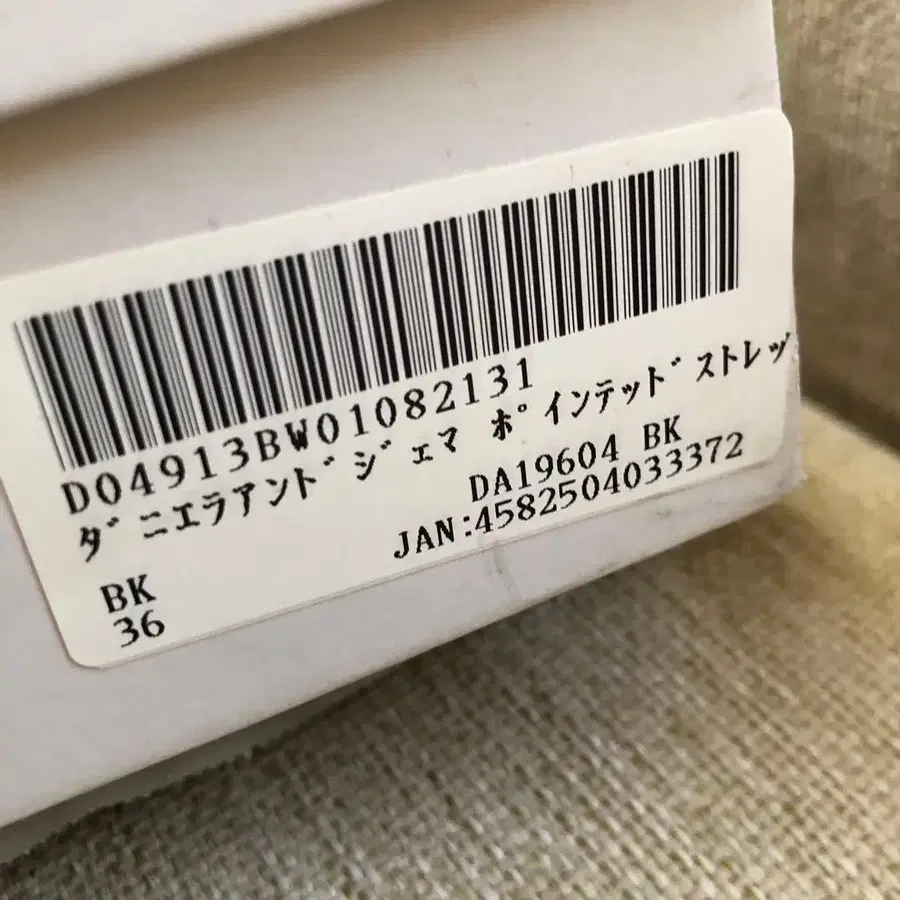 D04913BW01082131
ﾀﾞﾆｴﾗｱﾝﾄﾞｼﾞｪﾏ ﾎﾟｲﾝﾃｯﾄﾞｽﾄﾚｯ
DA19604 BK
JAN:4582504033372
BK
36